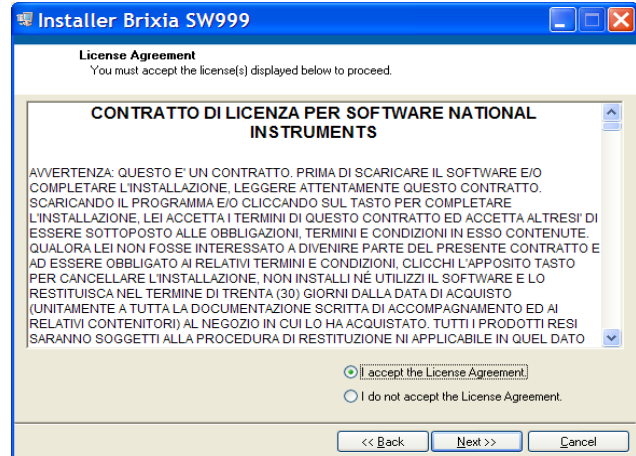 Installer Brixia SW999
License Agreement
You must accept the license(s) displayed below to proceed.
CONTRATTO DI LICENZA PER SOFTWARE NATIONAL
INSTRUMENTS
AVVERTENZA: QUESTO E' UN CONTRATTO. PRIMA DI SCARICARE IL SOFTWARE E/O
COMPLETARE L'INSTALLAZIONE, LEGGERE ATTENTAMENTE QUESTO CONTRATTO.
SCARICANDO IL PROGRAMMA E/O CLICCANDO SUL TASTO PER COMPLETARE
L'INSTALLAZIONE, LEI ACCETTA I TERMINI DI QUESTO CONTRATTO ED ACCETTA ALTRESI' DI
ESSERE SOTTOPOSTO ALLE OBBLIGAZIONI, TERMINI E CONDIZIONI IN ESSO CONTENUTE.
QUALORA LEI NON FOSSE INTERESSATO A DIVENIRE PARTE DEL PRESENTE CONTRATTO E
AD ESSERE OBBLIGATO AI RELATIVI TERMINI E CONDIZIONI, CLICCHI L'APPOSITO TASTO
PER CANCELLARE L'INSTALLAZIONE, NON INSTALLI NÉ UTILIZZI IL SOFTWARE E LO
RESTITUISCA NEL TERMINE DI TRENTA (30) GIORNI DALLA DATA DI ACQUISTO
(UNITAMENTE A TUTTA LA DOCUMENTAZIONE SCRITTA DI ACCOMPAGNAMENTO ED AI
RELATIVI CONTENITORI) AL NEGOZIO IN CUI LO HA ACQUISTATO. TUTTI I PRODOTTI RESI
SARANNO SOGGETTI ALLA PROCEDURA DI RESTITUZIONE NI APPLICABILE IN QUEL DATO
I accept the License Agreement.
I do not accept the License Agreement.
<< Back
Next >>
Cancel